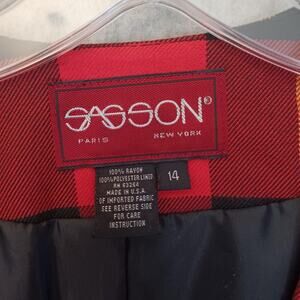 SASSON®
PARIS NEW YORK
14
100% RAYON
100% POLYESTER LINER
RN 63264
MADE IN U.S.A.
OF IMPORTED FABRIC
SEE REVERSE SIDE
FOR CARE
INSTRUCTION